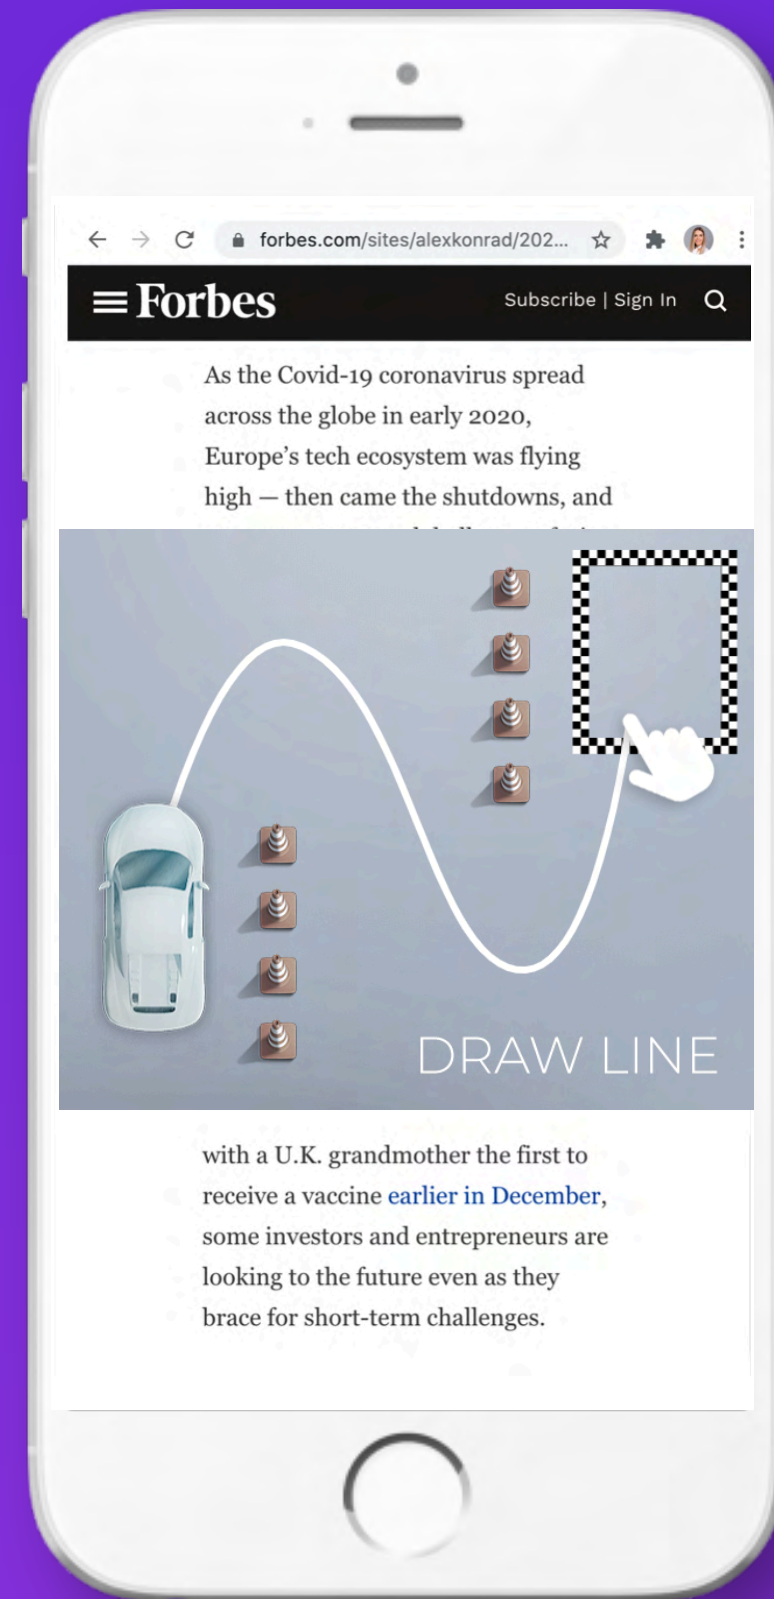 forbes.com/sites/alexkonrad/202...
Forbes
Subscribe | Sign In
As the Covid-19 coronavirus spread
across the globe in early 2020,
Europe's tech ecosystem was flying
high — then came the shutdowns, and
DRAW LINE
with a U.K. grandmother the first to
receive a vaccine earlier in December,
some investors and entrepreneurs are
looking to the future even as they
brace for short-term challenges.